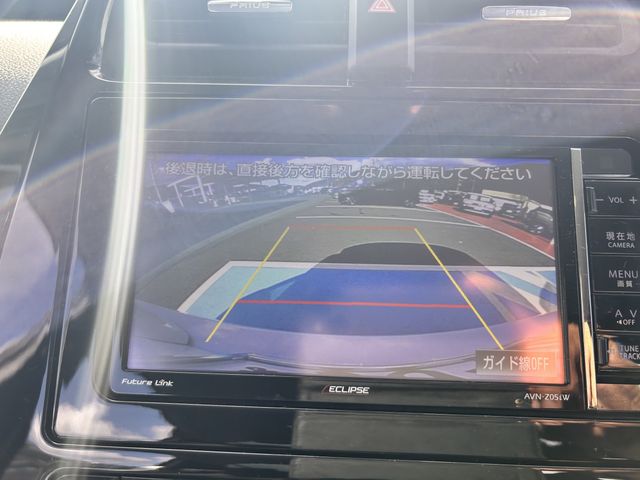 PRIUS
PRIUS
後退時は、直接後方を確認しながら運転してください
VOL +
現在地
CAMERA
MENU
画質
A V
OFF
TUNE
TRACK
ガイド線OFF
Future Link
ECLIPSE